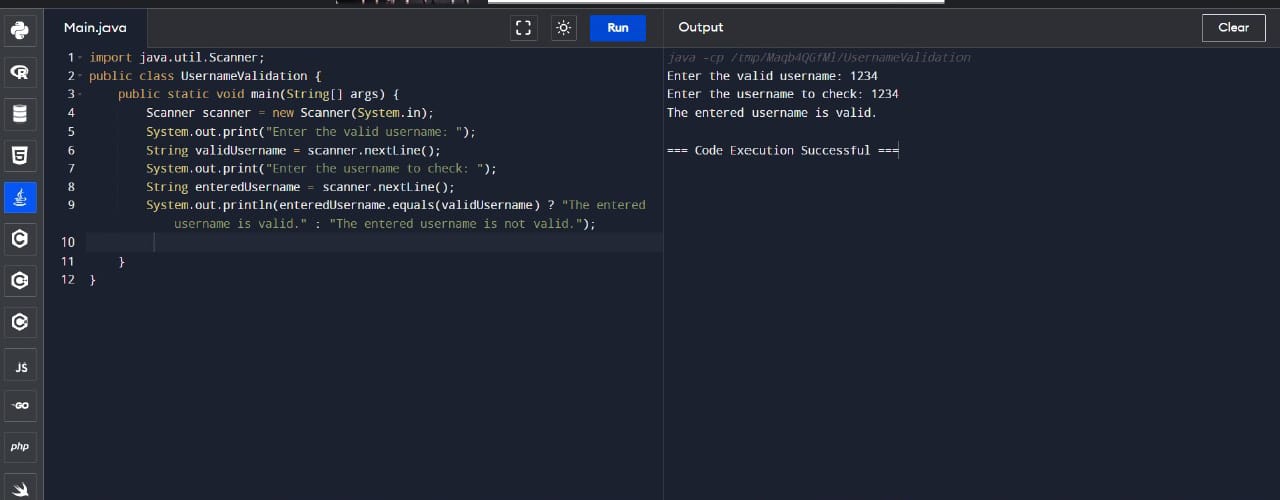 Main.java
Run
Output
Clear
1 import java.util.Scanner;
2 public class UsernameValidation {
3 public static void main(String[] args) {
4 Scanner scanner = new Scanner(System.in);
5 System.out.print("Enter the valid username: ");
6 String validUsername = scanner.nextLine();
7 System.out.print("Enter the username to check: ");
8 String enteredUsername = scanner.nextLine();
9 System.out.println(enteredUsername.equals(validUsername) ? "The entered
username is valid." : "The entered username is not valid.");
10
11 }
12 }
java -cp /tmp/Maqb4QGfMl/UsernameValidation
Enter the valid username: 1234
Enter the username to check: 1234
The entered username is valid.
=== Code Execution Successful ===
R
5
C
C
C
JS
GO
php